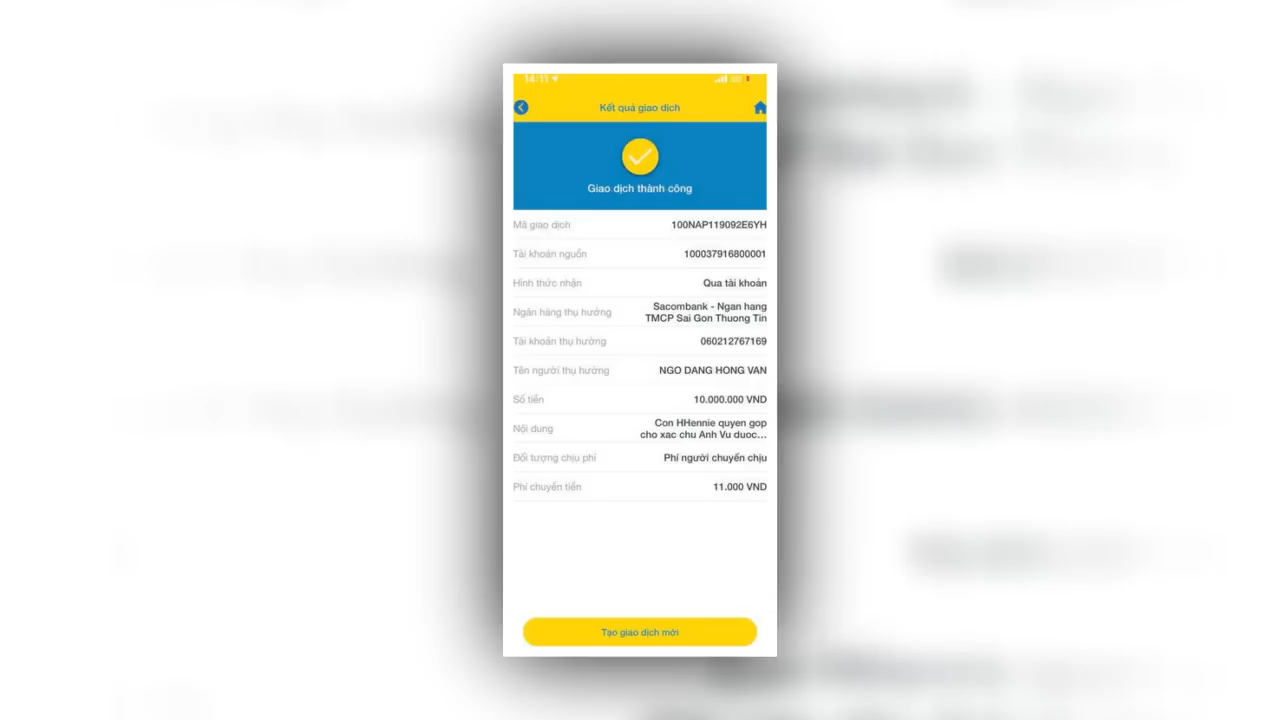 14:11
Kết quả giao dịch
Giao dịch thành công
Mã giao dịch 100NAP119092E6YH
Tài khoản nguồn 100037916800001
Hình thức nhận Qua tài khoản
Ngân hàng thụ hưởng Sacombank - Ngan hang
TMCP Sai Gon Thuong Tin
Tài khoản thụ hưởng 060212767169
Tên người thụ hưởng NGO DANG HONG VAN
Số tiền 10.000.000 VND
Nội dung Con HHennie quyen gop
cho xac chu Anh Vu duoc...
Đối tượng chịu phí Phí người chuyển chịu
Phí chuyển tiền 11.000 VND
Tạo giao dịch mới